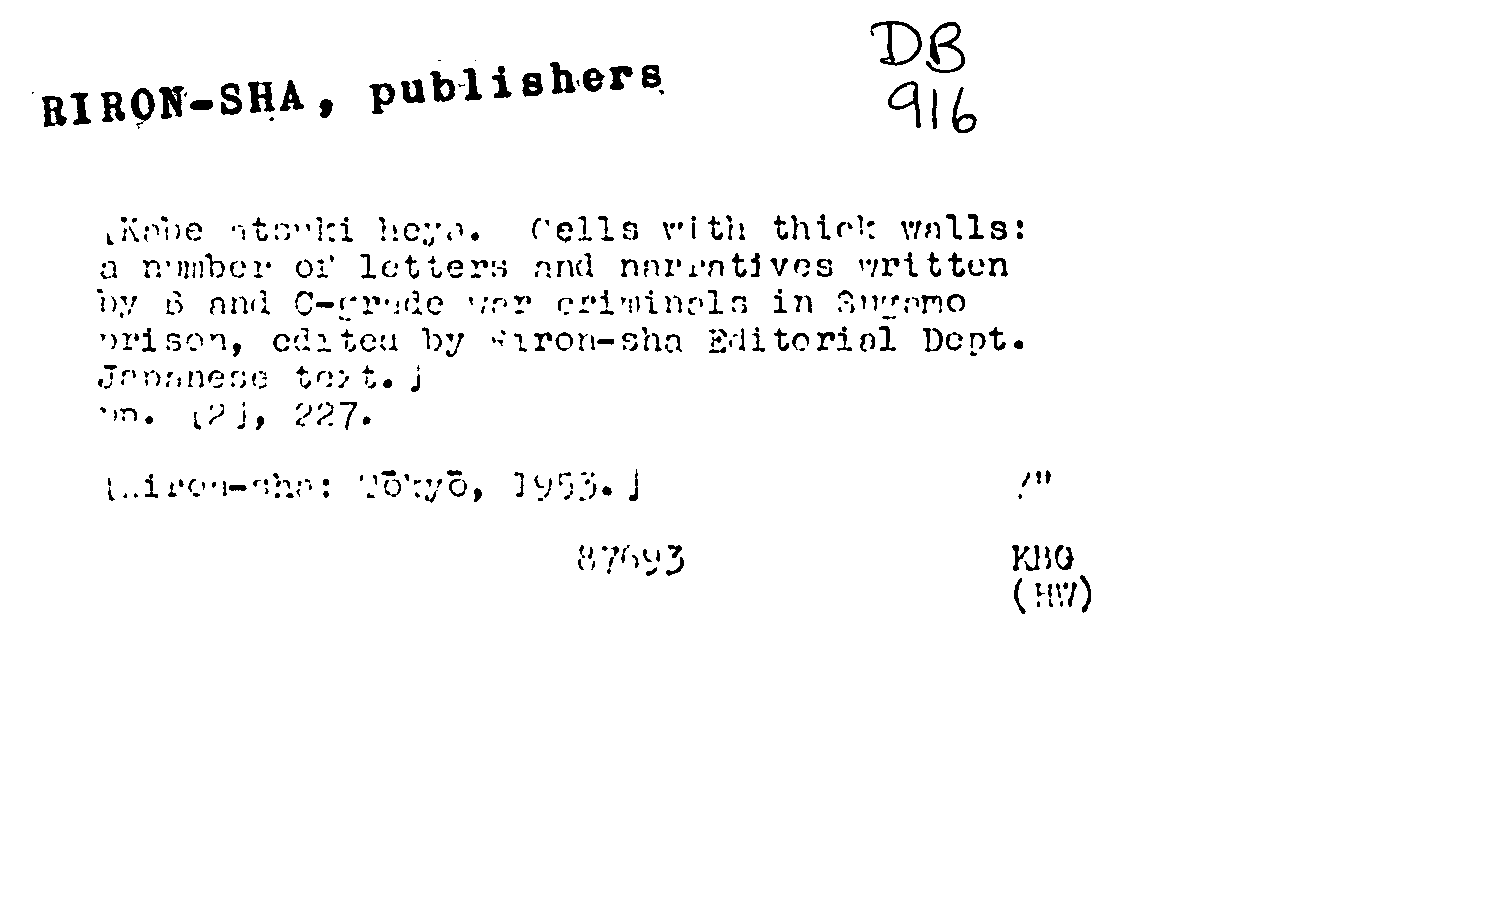 RIRON-SHA, publishers
DB
916
[Kabe atsuki heya. Cells with thick walls:
a number of letters and narratives written
by B and C-grade war criminals in Sugamo
prison, edited by Riron-sha Editorial Dept.
Japanese text.]
pp. [2], 227.
[Riron-sha: Tōkyō, 1953.] 7"
87693 KBG
(HW)